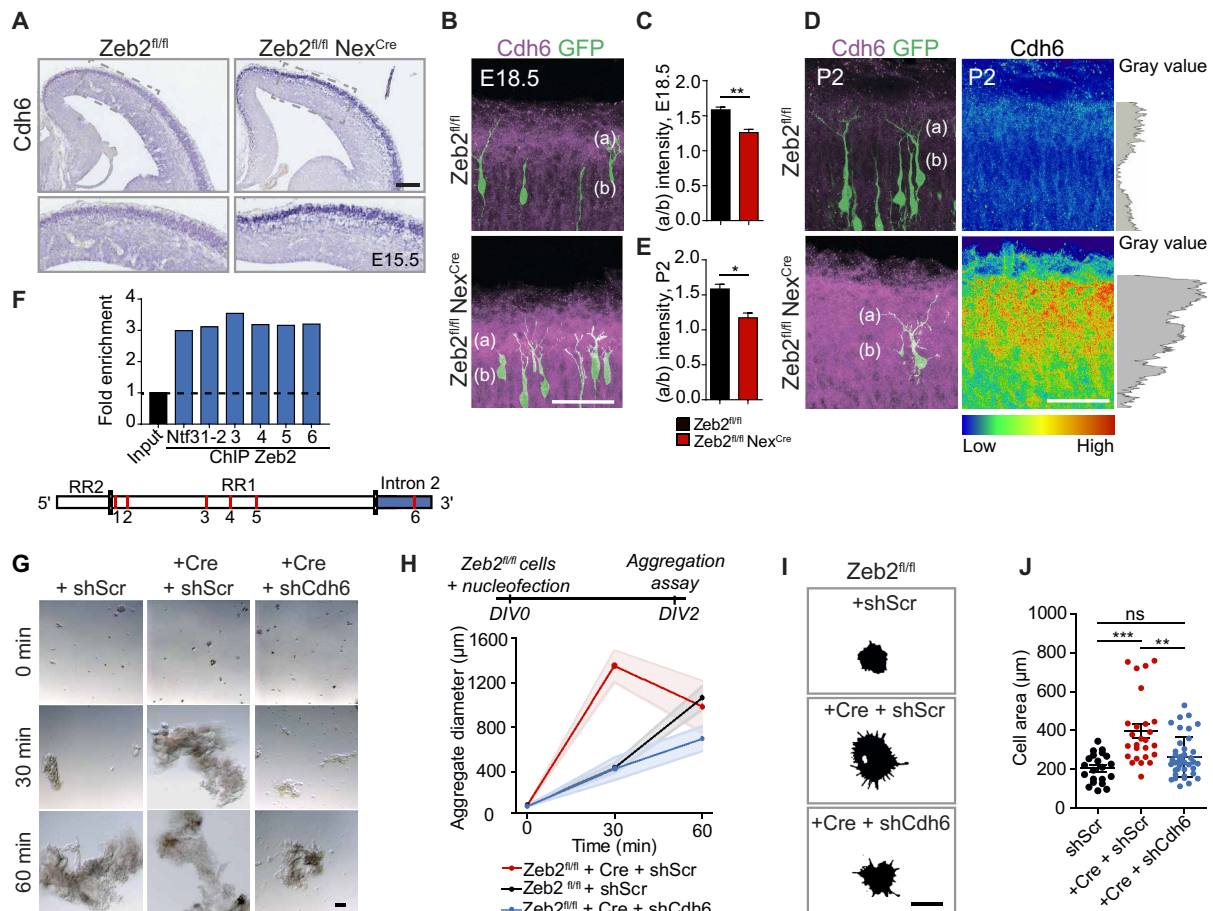 A
Zeb2fl/fl
Zeb2fl/fl NexCre
Cdh6
E15.5
B
Cdh6 GFP
E18.5
Zeb2fl/fl
(a)
(b)
Zeb2fl/fl NexCre
(a)
(b)
C
(a/b) intensity, E18.5
2.0
1.5
1.0
0.5
0.0
**
E
(a/b) intensity, P2
2.0
1.5
1.0
0.5
0.0
*
Zeb2fl/fl
Zeb2fl/fl NexCre
D
Cdh6 GFP
Cdh6
P2
P2
Gray value
Zeb2fl/fl
(a)
(b)
Gray value
Zeb2fl/fl NexCre
(a)
(b)
Low
High
F
Fold enrichment
4
3
2
1
0
Input
Ntf3 1-2 3 4 5 6
ChIP Zeb2
5'
RR2
RR1
Intron 2
3'
1 2 3 4 5 6
G
+ shScr
+Cre
+ shScr
+Cre
+ shCdh6
0 min
30 min
60 min
H
Zeb2fl/fl cells
+ nucleofection
Aggregation
assay
DIV0
DIV2
Aggregate diameter (μm)
1600
1200
800
400
0
0 30 60
Time (min)
Zeb2fl/fl + Cre + shScr
Zeb2 fl/fl + shScr
Zeb2fl/fl + Cre + shCdh6
I
Zeb2fl/fl
+shScr
+Cre + shScr
+Cre + shCdh6
J
Cell area (μm)
1000
800
600
400
200
0
ns
***
**
shScr
+Cre + shScr
+Cre + shCdh6